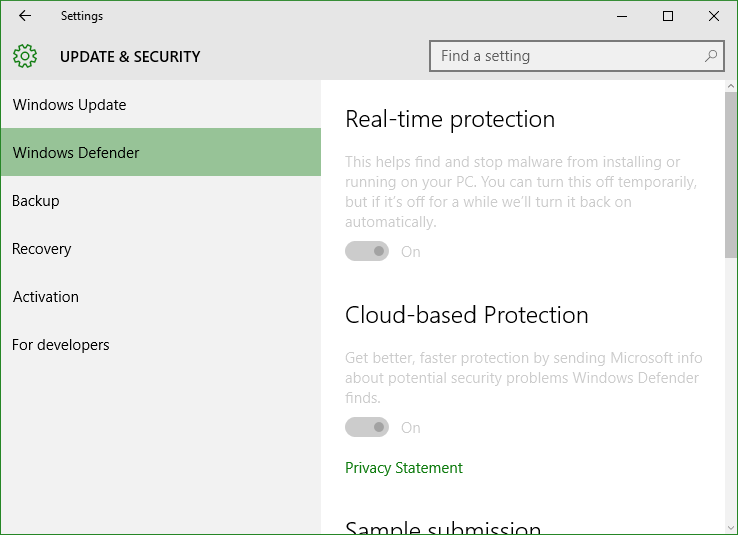 Settings
UPDATE & SECURITY
Find a setting
Windows Update
Windows Defender
Backup
Recovery
Activation
For developers
Real-time protection
This helps find and stop malware from installing or
running on your PC. You can turn this off temporarily,
but if it's off for a while we'll turn it back on
automatically.
On
Cloud-based Protection
Get better, faster protection by sending Microsoft info
about potential security problems Windows Defender
finds.
On
Privacy Statement
Sample submission